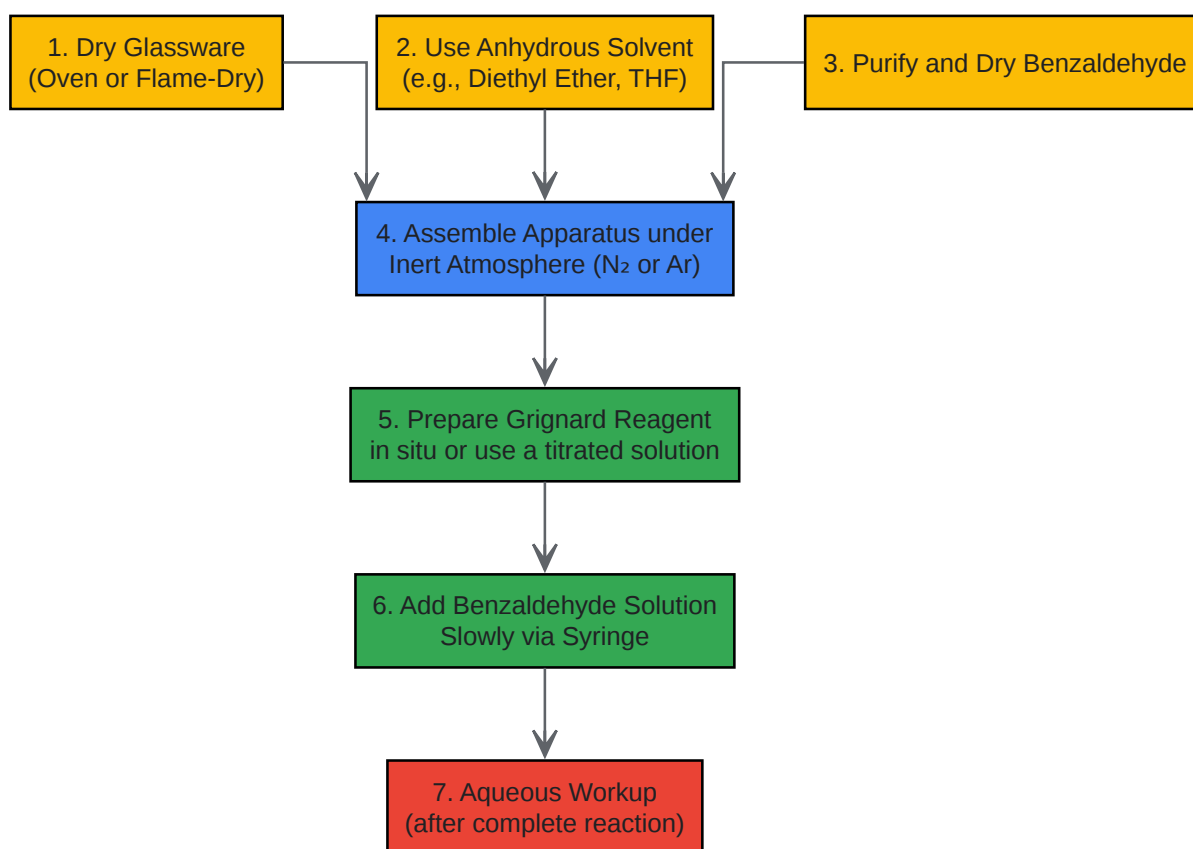 1. Dry Glassware
(Oven or Flame-Dry)
2. Use Anhydrous Solvent
(e.g., Diethyl Ether, THF)
3. Purify and Dry Benzaldehyde
4. Assemble Apparatus under
Inert Atmosphere (N₂ or Ar)
5. Prepare Grignard Reagent
in situ or use a titrated solution
6. Add Benzaldehyde Solution
Slowly via Syringe
7. Aqueous Workup
(after complete reaction)